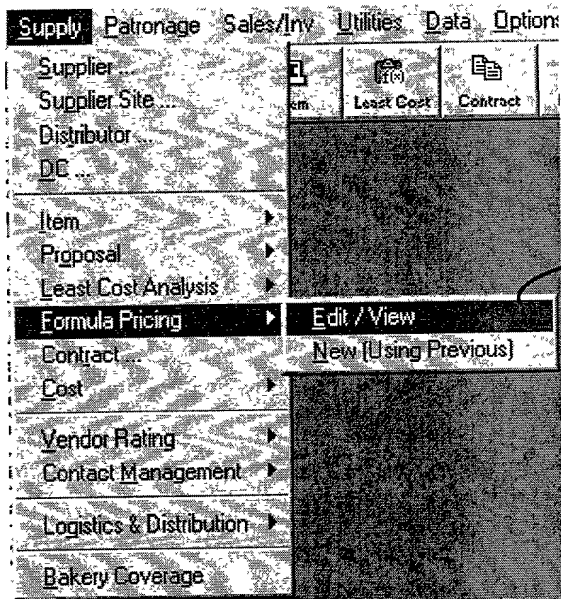 Supply Patronage Sales/Inv Utilities Data Options
em Least Cost Contract
Supplier ...
Supplier Site ...
Distributor ...
DC ...
Item
Proposal
Least Cost Analysis
Formula Pricing
Edit / View
New (Using Previous)
Contract ...
Cost
Vendor Rating
Contact Management
Logistics & Distribution
Bakery Coverage